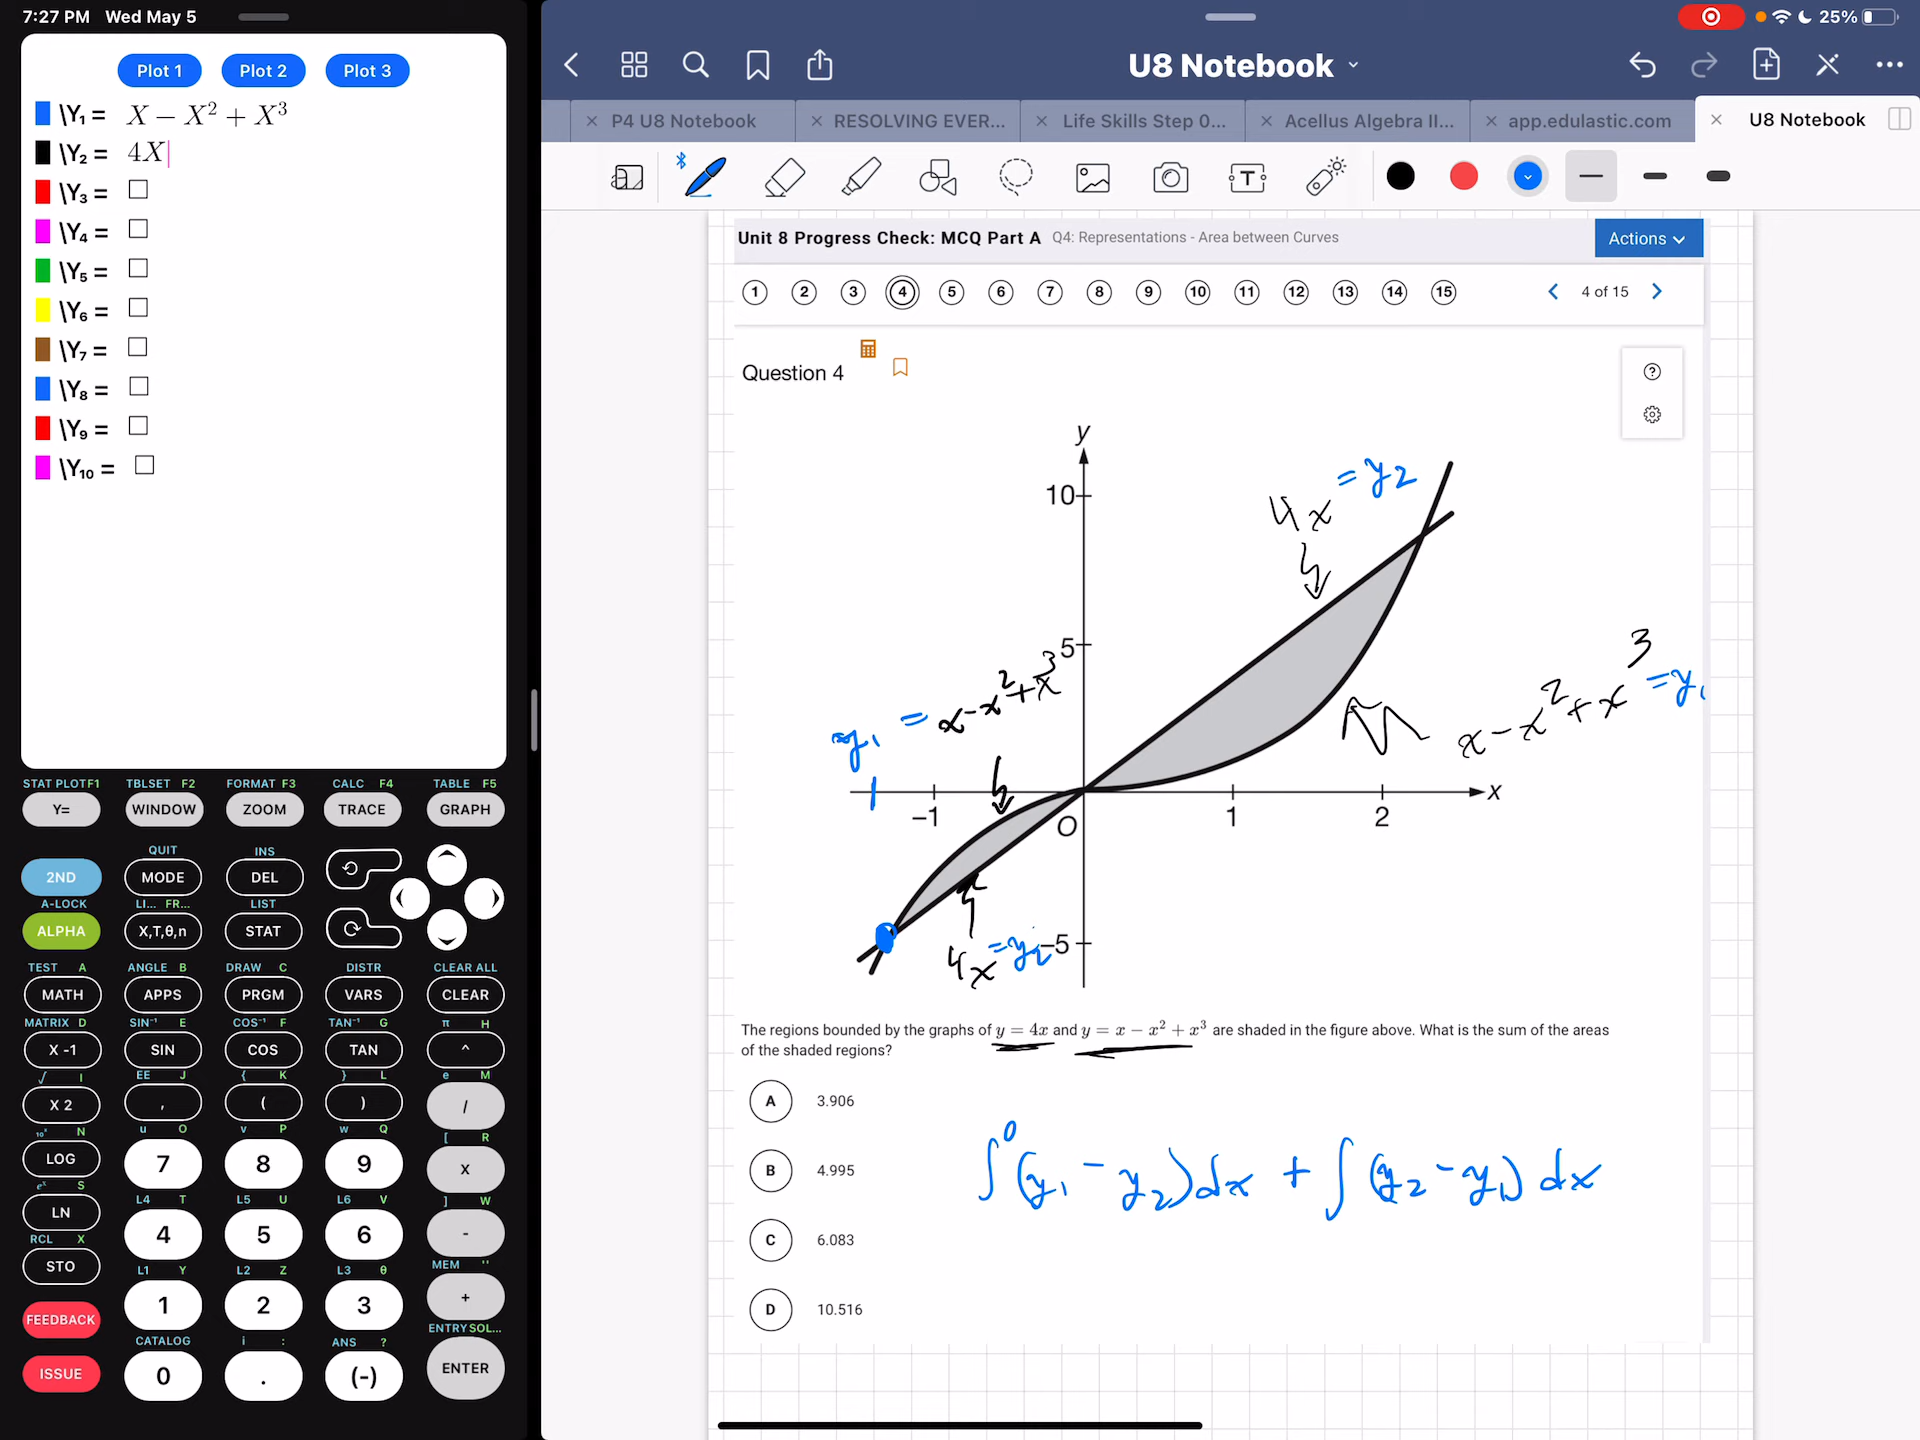 7:27 PM Wed May 5
25%
Plot 1 Plot 2 Plot 3
\Y₁ = X − X² + X³
\Y₂ = 4X
\Y₃ =
\Y₄ =
\Y₅ =
\Y₆ =
\Y₇ =
\Y₈ =
\Y₉ =
\Y₁₀ =
STAT PLOT F1 TBLSET F2 FORMAT F3 CALC F4 TABLE F5
Y= WINDOW ZOOM TRACE GRAPH
QUIT INS
2ND MODE DEL
A-LOCK LI... FR... LIST
ALPHA X,T,θ,n STAT
TEST A ANGLE B DRAW C DISTR CLEAR ALL
MATH APPS PRGM VARS CLEAR
MATRIX D SIN⁻¹ E COS⁻¹ F TAN⁻¹ G π H
X -1 SIN COS TAN ^
√ I EE J { K } L e M
X 2 , ( ) /
10ˣ N u O v P w Q [ R
LOG 7 8 9 X
eˣ S L4 T L5 U L6 V ] W
LN 4 5 6 -
RCL X L1 Y L2 Z L3 θ MEM "
STO 1 2 3 +
FEEDBACK CATALOG i : ANS ? ENTRY SOL...
ISSUE 0 . (-) ENTER
U8 Notebook
P4 U8 Notebook
RESOLVING EVER...
Life Skills Step 0...
Acellus Algebra II...
app.edulastic.com
U8 Notebook
Unit 8 Progress Check: MCQ Part A Q4: Representations - Area between Curves
Actions
1 2 3 4 5 6 7 8 9 10 11 12 13 14 15
4 of 15
Question 4
y
10
4x = y2
5
y₁ = x-x²+x³
x-x²+x³ = y₁
x
-1 O 1 2
-5
4x = y2
The regions bounded by the graphs of y = 4x and y = x − x² + x³ are shaded in the figure above. What is the sum of the areas
of the shaded regions?
A 3.906
B 4.995
C 6.083
D 10.516
∫⁰(y₁ - y₂)dx + ∫(y₂ - y₁)dx